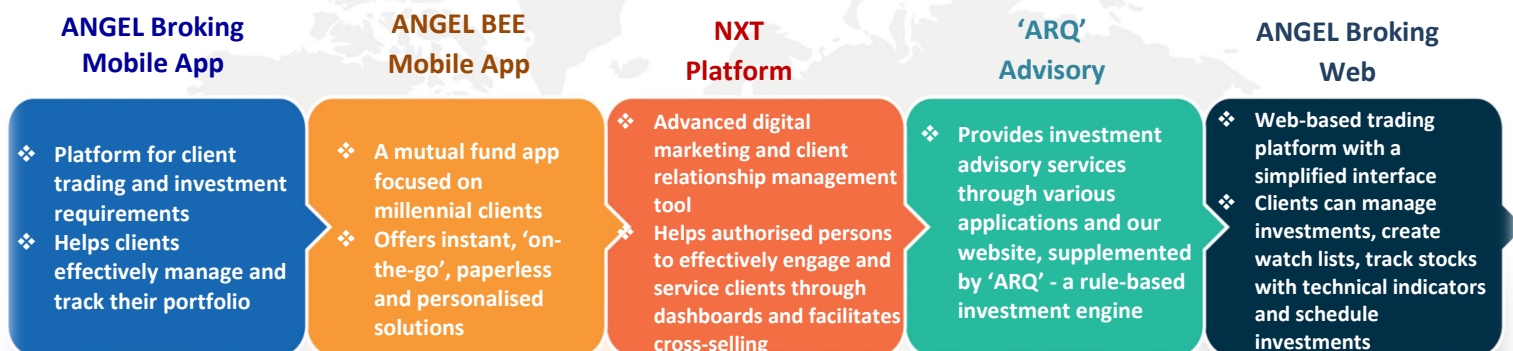 ANGEL Broking
Mobile App
ANGEL BEE
Mobile App
NXT
Platform
‘ARQ’
Advisory
ANGEL Broking
Web
❖ Platform for client
trading and investment
requirements
❖ Helps clients
effectively manage and
track their portfolio
❖ A mutual fund app
focused on
millennial clients
❖ Offers instant, ‘on-
the-go’, paperless
and personalised
solutions
❖ Advanced digital
marketing and client
relationship management
tool
❖ Helps authorised persons
to effectively engage and
service clients through
dashboards and facilitates
cross-selling
❖ Provides investment
advisory services
through various
applications and our
website, supplemented
by ‘ARQ’ - a rule-based
investment engine
❖ Web-based trading
platform with a
simplified interface
❖ Clients can manage
investments, create
watch lists, track stocks
with technical indicators
and schedule
investments